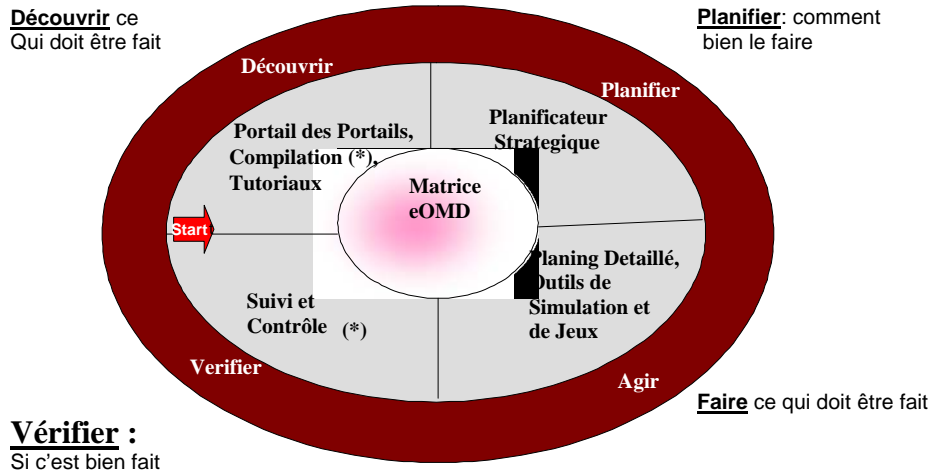 Découvrir ce
Qui doit être fait
Planifier: comment
bien le faire
Découvrir
Planifier
Portail des Portails,
Compilation (*),
Tutoriaux
Planificateur
Strategique
Matrice
eOMD
Start
Planing Detaillé,
Outils de
Simulation et
de Jeux
Suivi et
Contrôle (*)
Verifier
Agir
Faire ce qui doit être fait
Vérifier :
Si c'est bien fait